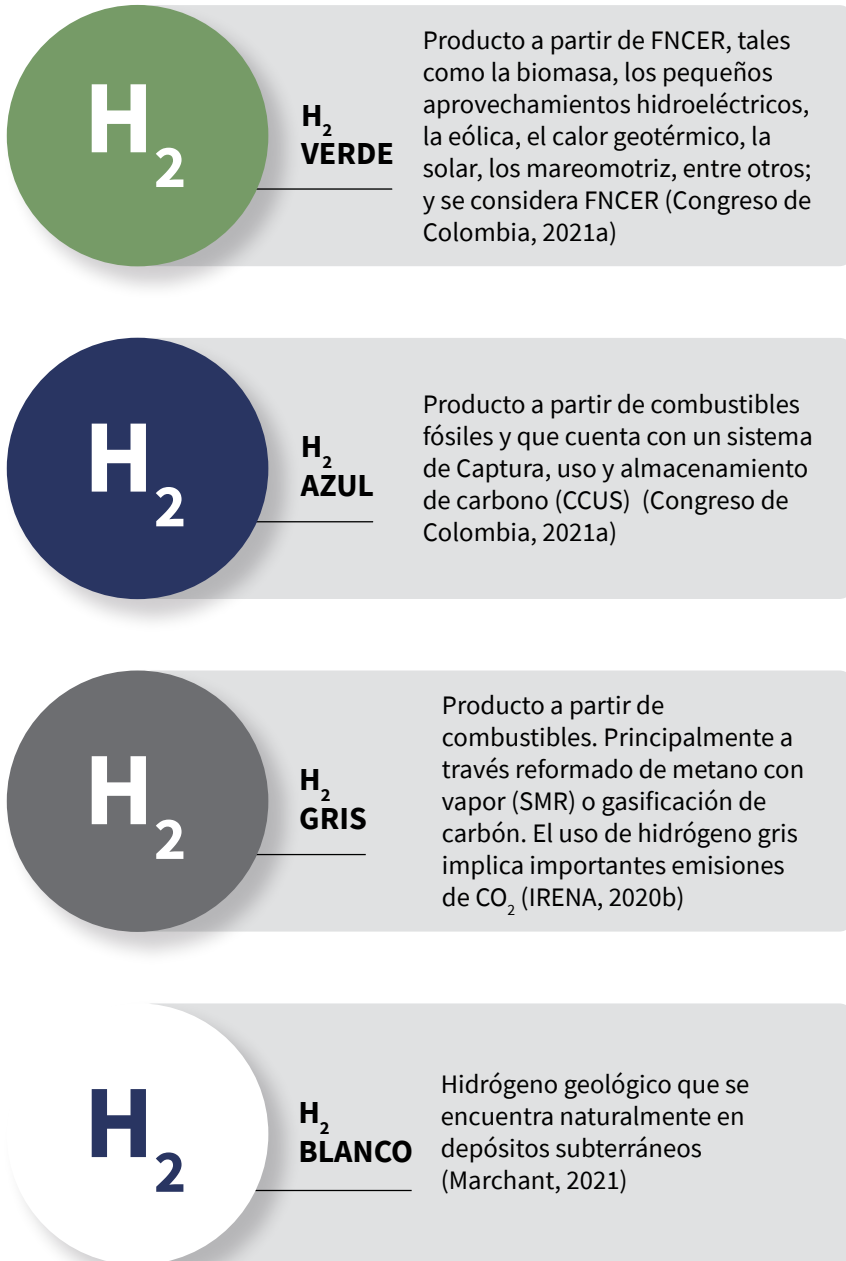 H₂
H₂
VERDE
Producto a partir de FNCER, tales
como la biomasa, los pequeños
aprovechamientos hidroeléctricos,
la eólica, el calor geotérmico, la
solar, los mareomotriz, entre otros;
y se considera FNCER (Congreso de
Colombia, 2021a)
H₂
H₂
AZUL
Producto a partir de combustibles
fósiles y que cuenta con un sistema
de Captura, uso y almacenamiento
de carbono (CCUS) (Congreso de
Colombia, 2021a)
H₂
H₂
GRIS
Producto a partir de
combustibles. Principalmente a
través reformado de metano con
vapor (SMR) o gasificación de
carbón. El uso de hidrógeno gris
implica importantes emisiones
de CO₂ (IRENA, 2020b)
H₂
H₂
BLANCO
Hidrógeno geológico que se
encuentra naturalmente en
depósitos subterráneos
(Marchant, 2021)